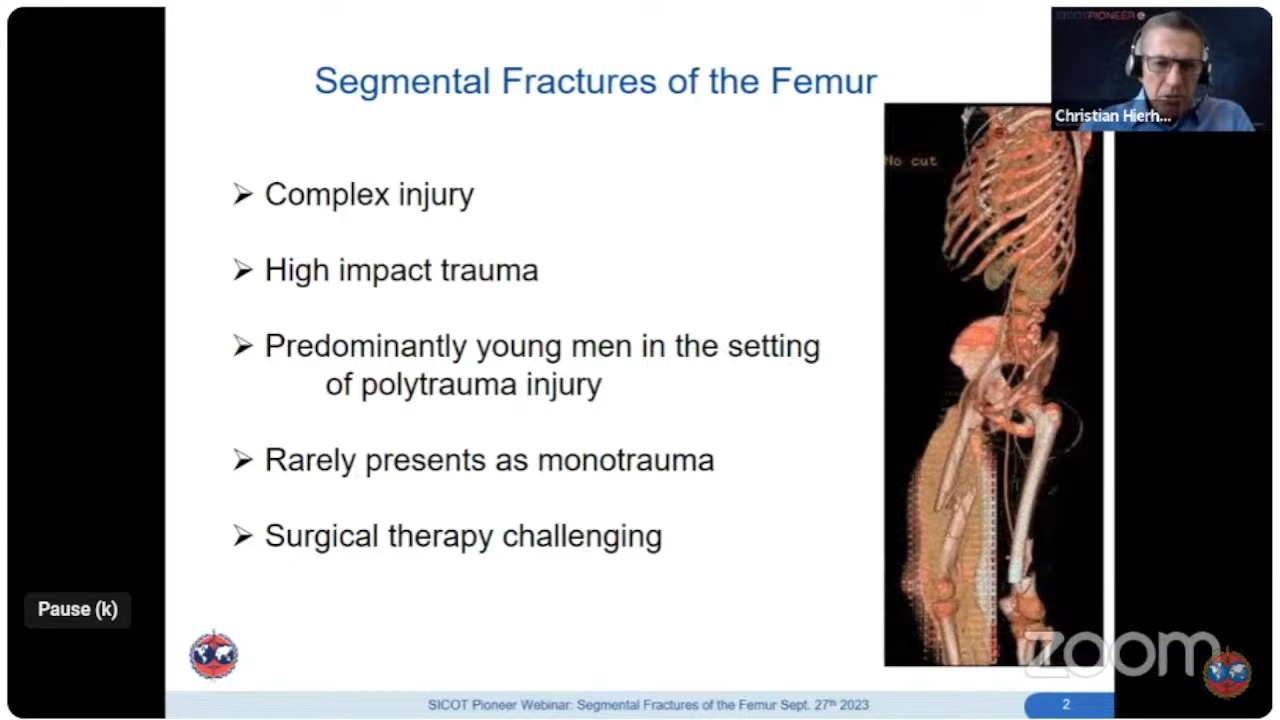 SICOT PIONEER
Segmental Fractures of the Femur
Christian Hierh...
No cut
➢ Complex injury
➢ High impact trauma
➢ Predominantly young men in the setting
of polytrauma injury
➢ Rarely presents as monotrauma
➢ Surgical therapy challenging
Pause (k)
zoom
SICOT Pioneer Webinar: Segmental Fractures of the Femur Sept. 27th 2023
2